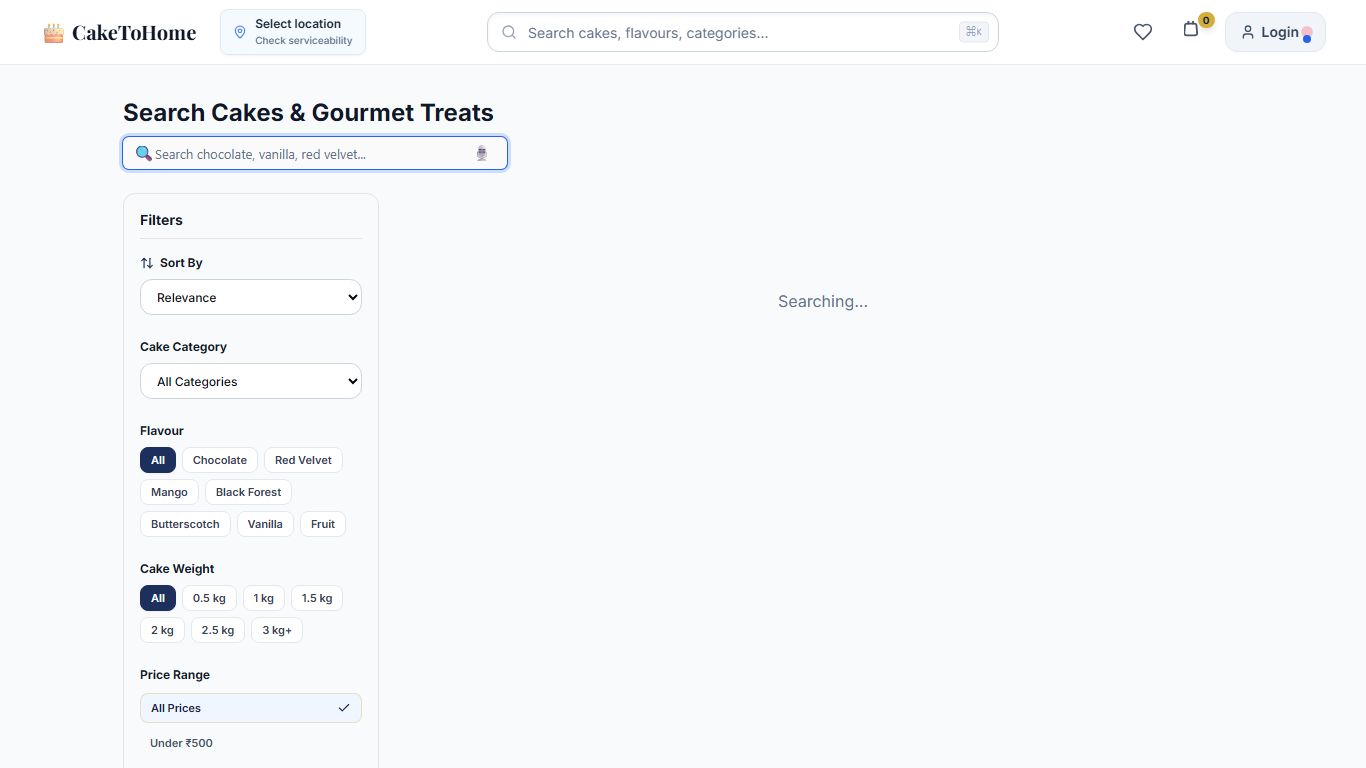 CakeToHome
Select location
Check serviceability
Search cakes, flavours, categories...
⌘K
0
Login
Search Cakes & Gourmet Treats
Search chocolate, vanilla, red velvet...
Filters
Sort By
Relevance
Searching...
Cake Category
All Categories
Flavour
All Chocolate Red Velvet
Mango Black Forest
Butterscotch Vanilla Fruit
Cake Weight
All 0.5 kg 1 kg 1.5 kg
2 kg 2.5 kg 3 kg+
Price Range
All Prices
Under ₹500